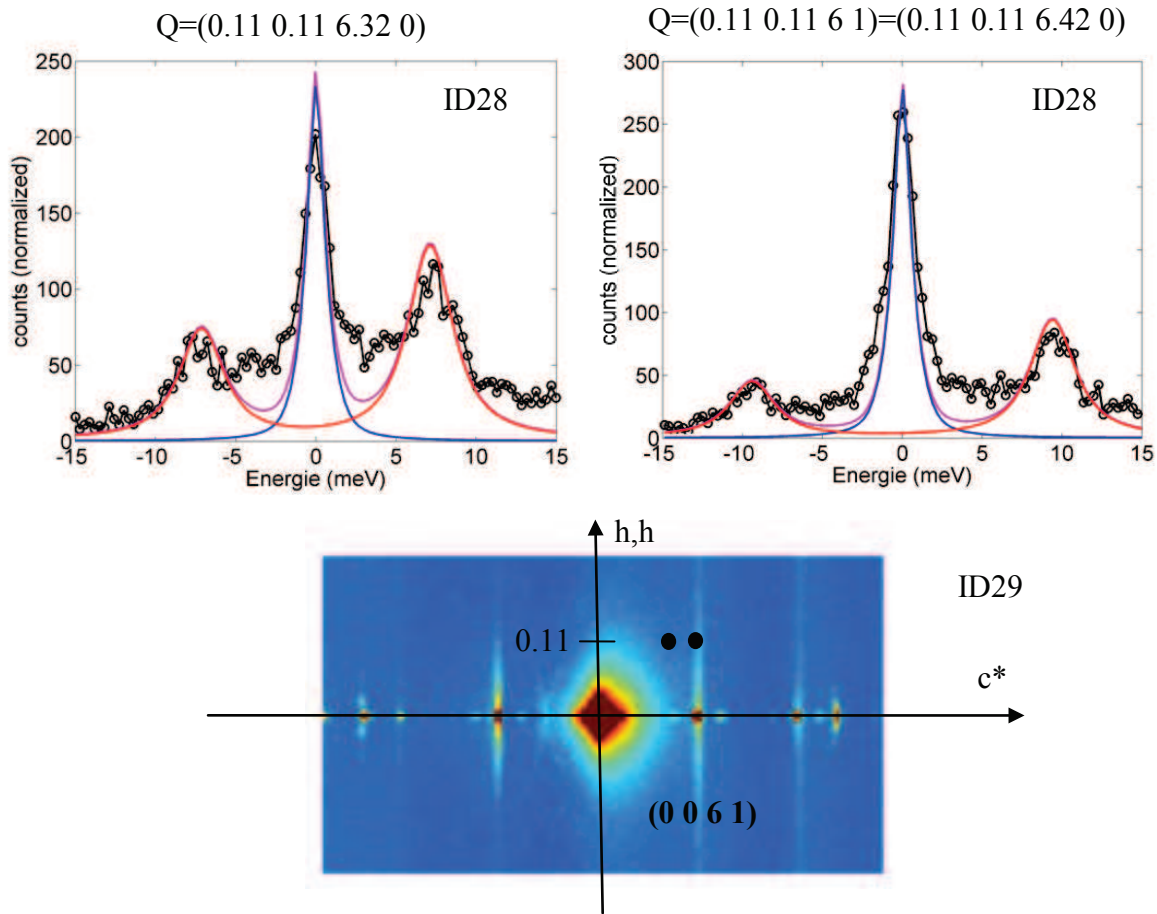 Q=(0.11 0.11 6.32 0)
Q=(0.11 0.11 6 1)=(0.11 0.11 6.42 0)
250
200
150
100
50
0
-15
-10
-5
0
5
10
15
counts (normalized)
Energie (meV)
ID28
300
250
200
150
100
50
0
-15
-10
-5
0
5
10
15
counts (normalized)
Energie (meV)
ID28
h,h
ID29
0.11
c*
(0 0 6 1)